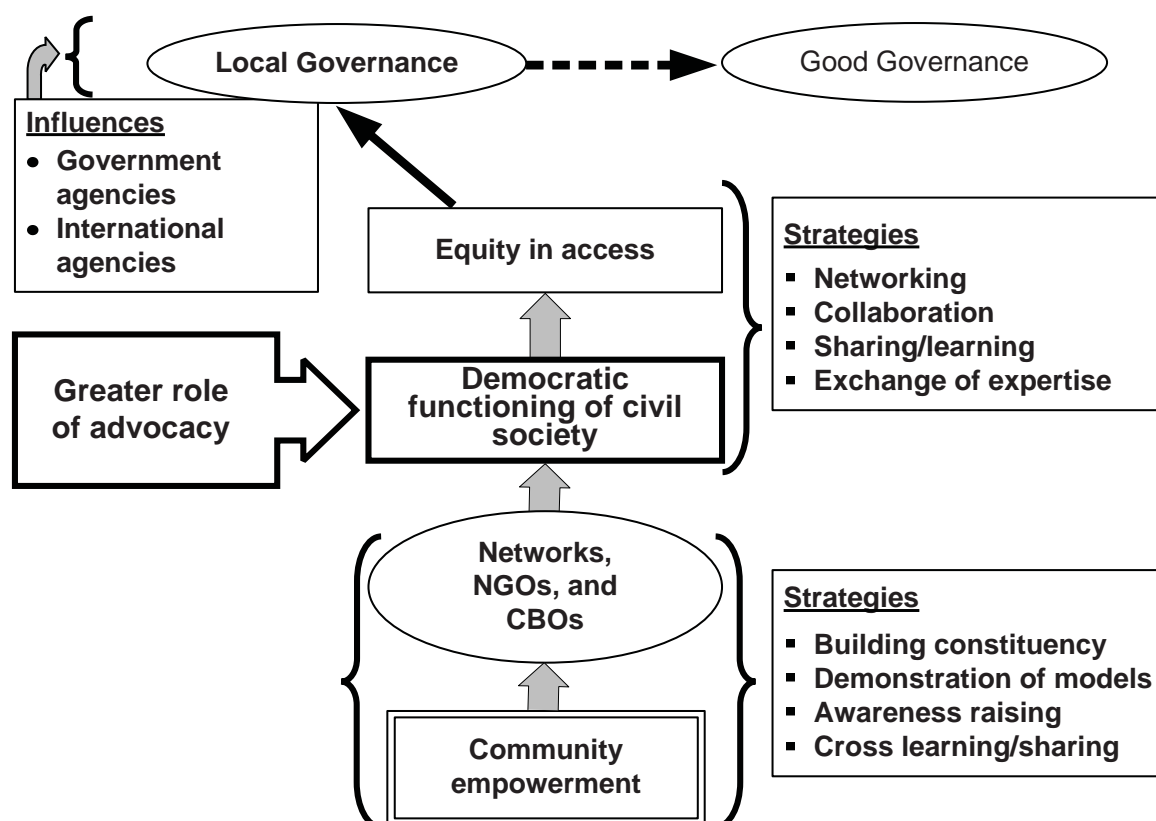 Local Governance
Good Governance
Influences
• Government
agencies
• International
agencies
Equity in access
Strategies
▪ Networking
▪ Collaboration
▪ Sharing/learning
▪ Exchange of expertise
Greater role
of advocacy
Democratic
functioning of civil
society
Networks,
NGOs, and
CBOs
Strategies
▪ Building constituency
▪ Demonstration of models
▪ Awareness raising
▪ Cross learning/sharing
Community
empowerment